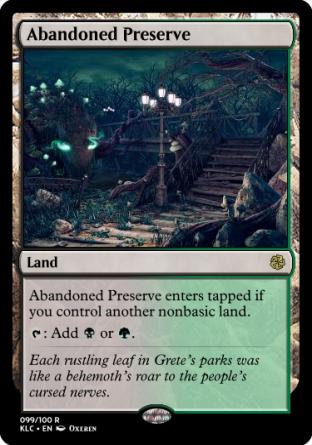 Abandoned Preserve
Land
Abandoned Preserve enters tapped if
you control another nonbasic land.
: Add or .
Each rustling leaf in Grete's parks was
like a behemoth's roar to the people's
cursed nerves.
099/100 R
KLC • EN Oxeren